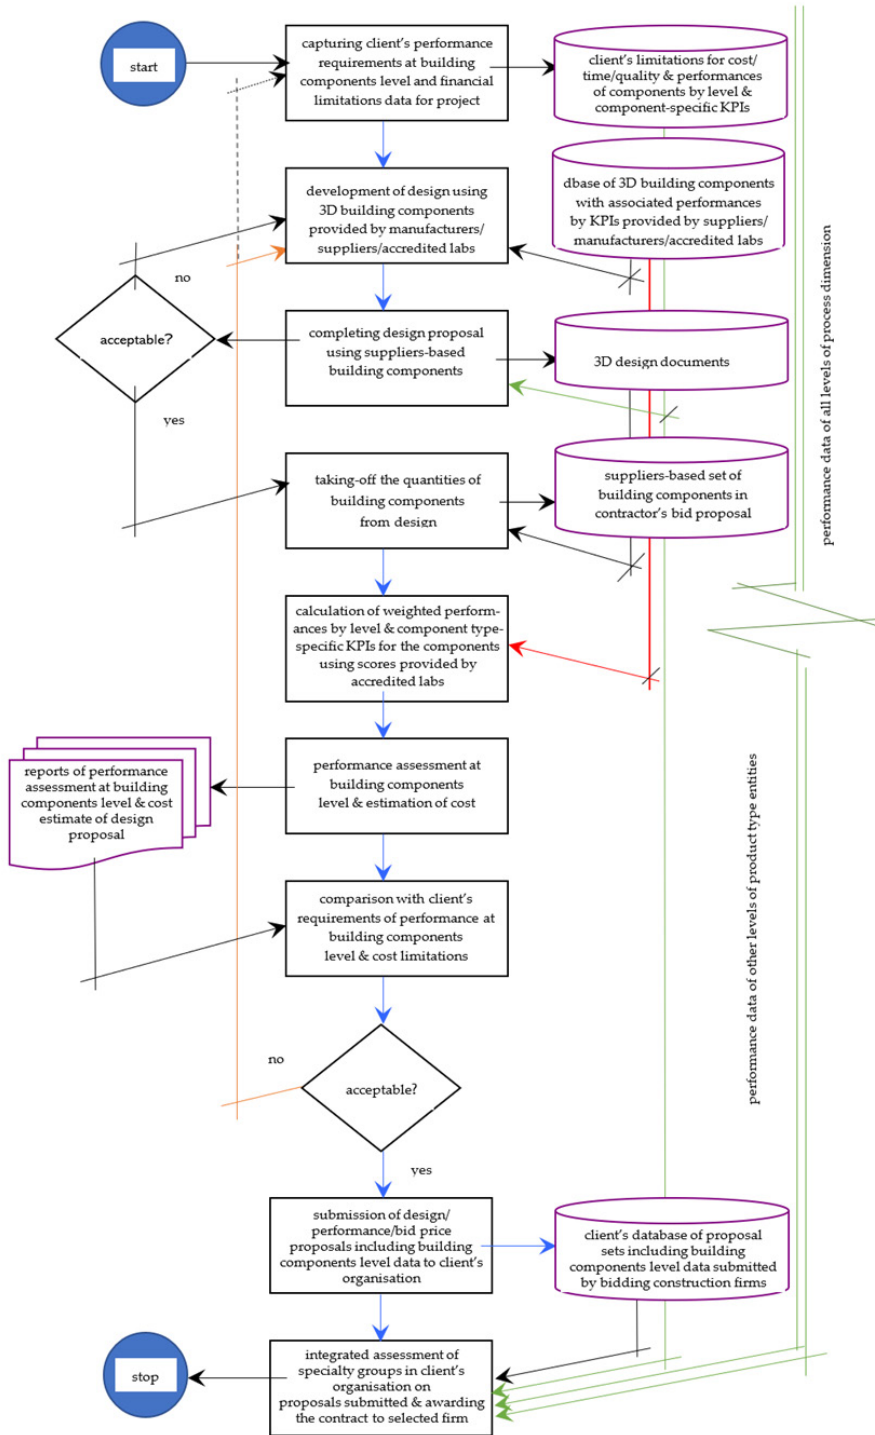 start
capturing client's performance
requirements at building
components level and financial
limitations data for project
client's limitations for cost/
time/quality & performances
of components by level &
component-specific KPIs
development of design using
3D building components
provided by manufacturers/
suppliers/accredited labs
dbase of 3D building components
with associated performances
by KPIs provided by suppliers/
manufacturers/accredited labs
performance data of all levels of process dimension
no
acceptable?
completing design proposal
using suppliers-based
building components
3D design documents
yes
taking-off the quantities of
building components
from design
suppliers-based set of
building components in
contractor's bid proposal
calculation of weighted perform-
ances by level & component type-
specific KPIs for the components
using scores provided by
accredited labs
reports of performance
assessment at building
components level & cost
estimate of design
proposal
performance assessment at
building components
level & estimation of cost
performance data of other levels of product type entities
comparison with client's
requirements of performance at
building components
level & cost limitations
no
acceptable?
yes
submission of design/
performance/bid price
proposals including building
components level data to client's
organisation
client's database of proposal
sets including building
components level data submitted
by bidding construction firms
stop
integrated assessment of
specialty groups in client's
organisation on
proposals submitted & awarding
the contract to selected firm